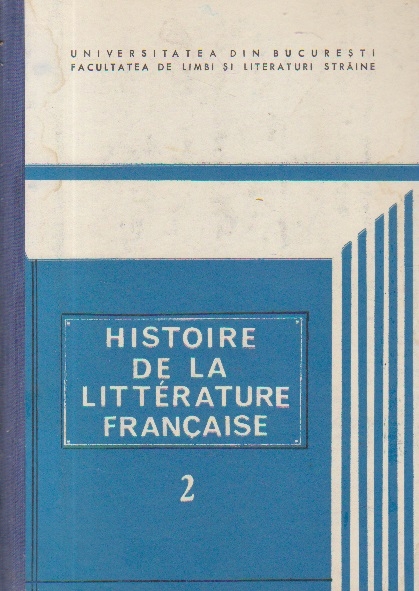 UNIVERSITATEA DIN BUCUREȘTI
FACULTATEA DE LIMBI ȘI LITERATURI STRĂINE
HISTOIRE
DE LA
LITTÉRATURE
FRANÇAISE
2